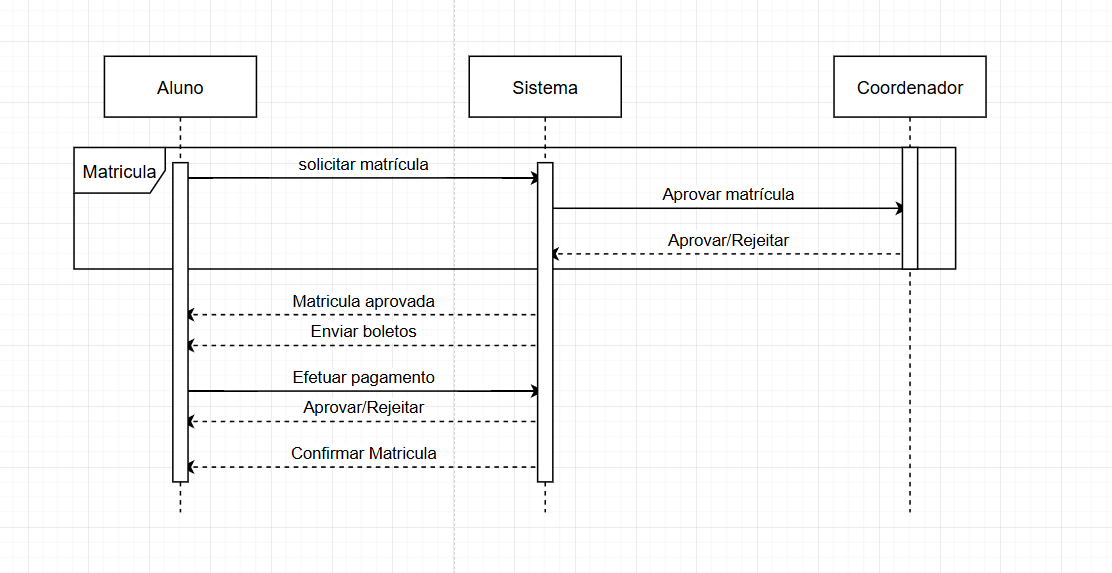 Aluno
Sistema
Coordenador
Matricula
solicitar matrícula
Aprovar matrícula
Aprovar/Rejeitar
Matricula aprovada
Enviar boletos
Efetuar pagamento
Aprovar/Rejeitar
Confirmar Matricula